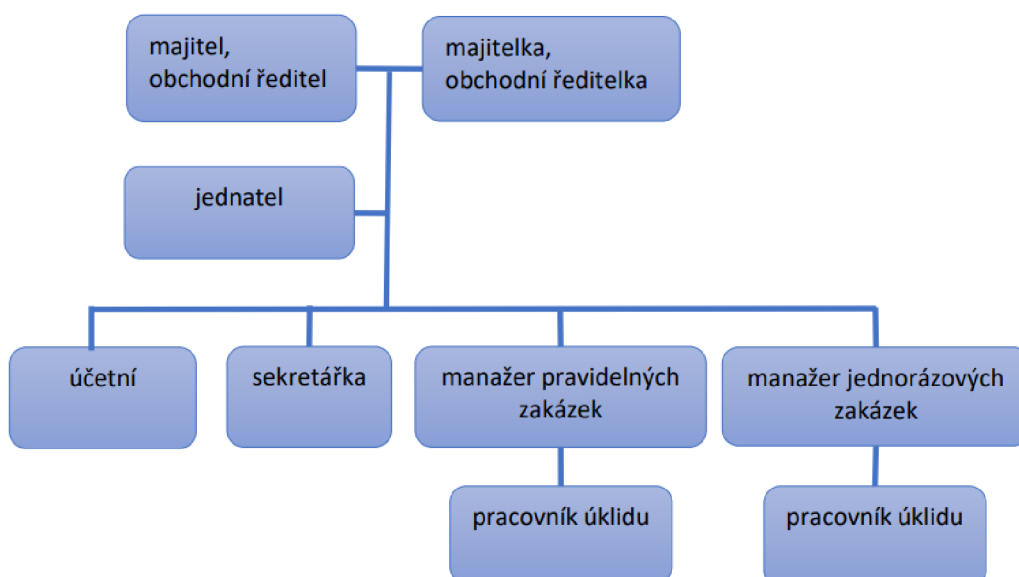 majitel,
obchodní ředitel
majitelka,
obchodní ředitelka
jednatel
účetní
sekretářka
manažer pravidelných
zakázek
manažer jednorázových
zakázek
pracovník úklidu
pracovník úklidu